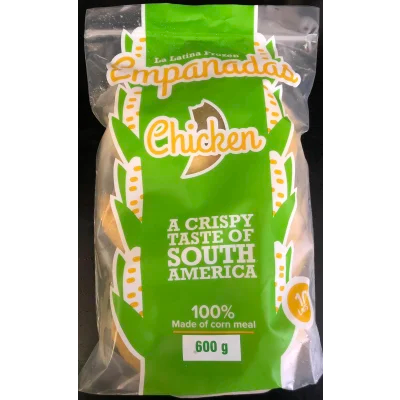 La Latina Frozen
Empanadas
Chicken
A CRISPY
TASTE OF
SOUTH
AMERICA
100%
Made of corn meal
600 g